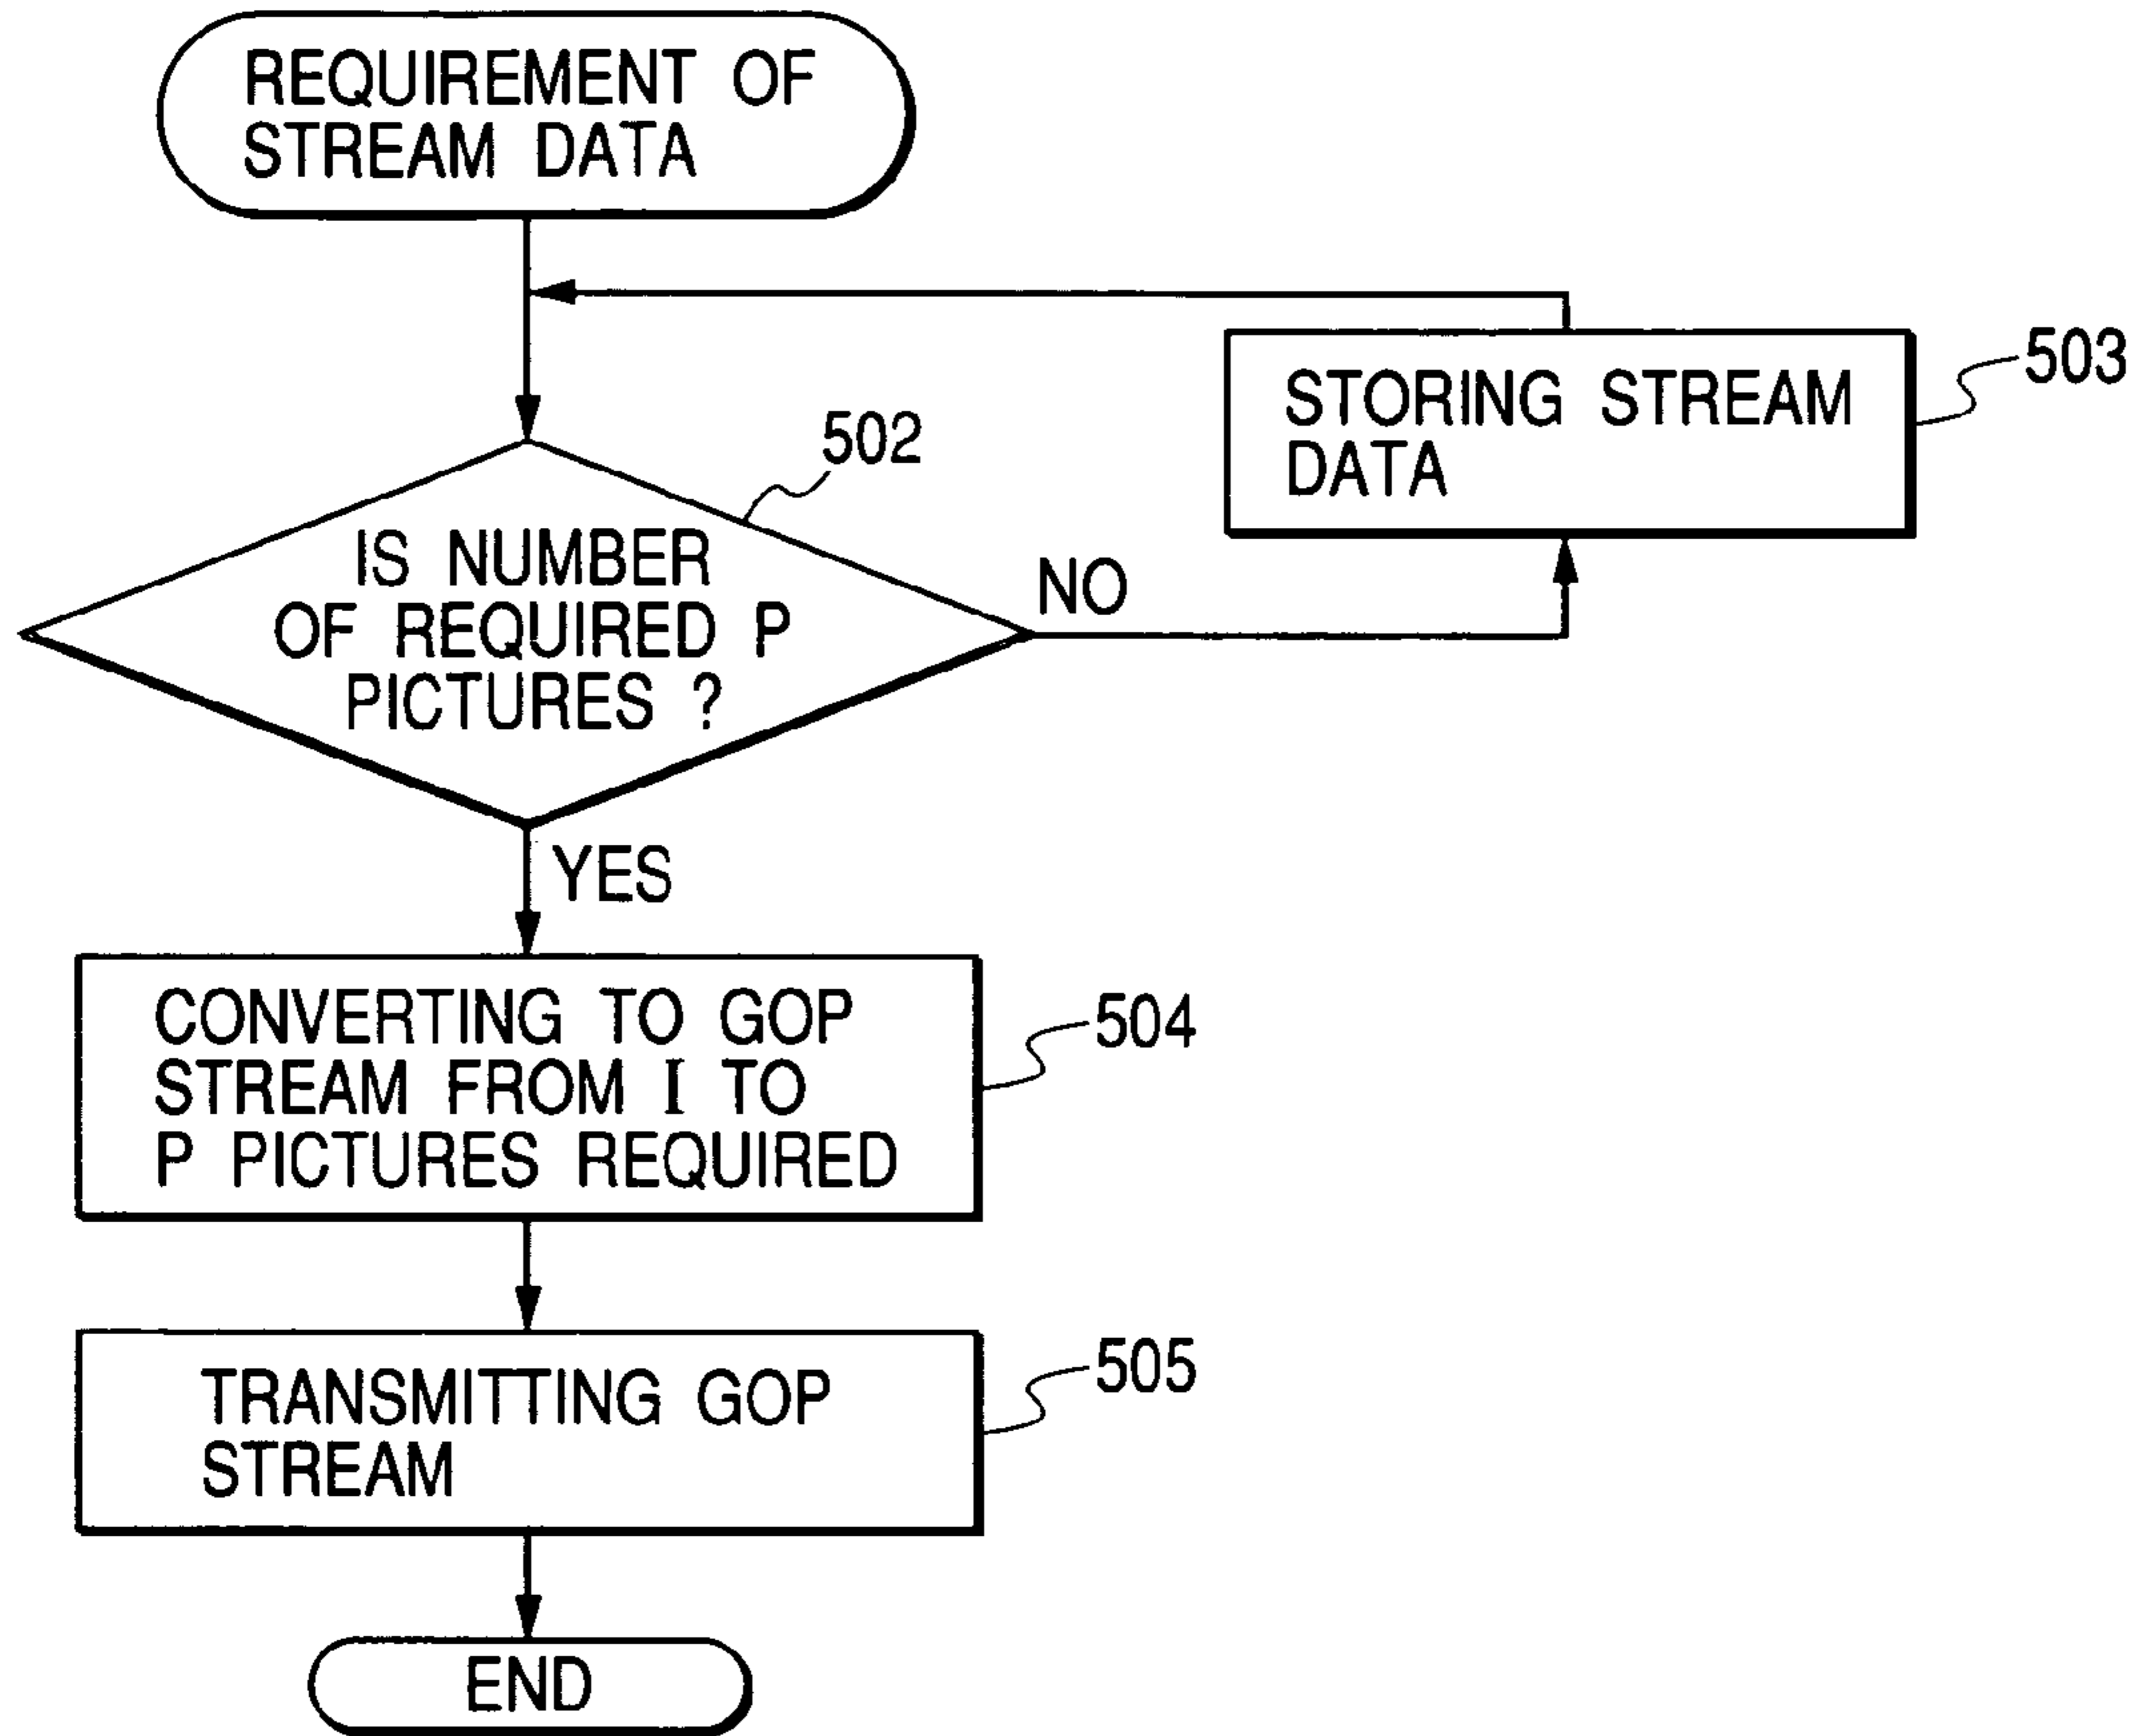 REQUIREMENT OF
STREAM DATA
503
STORING STREAM
DATA
502
IS NUMBER
OF REQUIRED P
PICTURES ?
NO
YES
CONVERTING TO GOP
STREAM FROM I TO
P PICTURES REQUIRED
504
TRANSMITTING GOP
STREAM
505
END